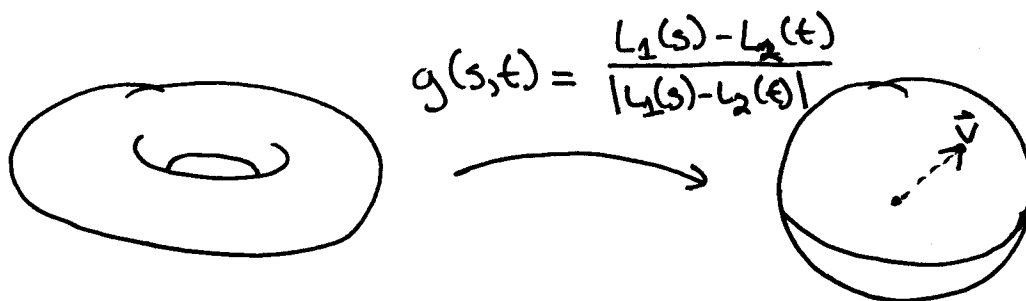 g(s,t) = L₁(s) - L₂(t) / |L₁(s) - L₂(t)|
v⃗